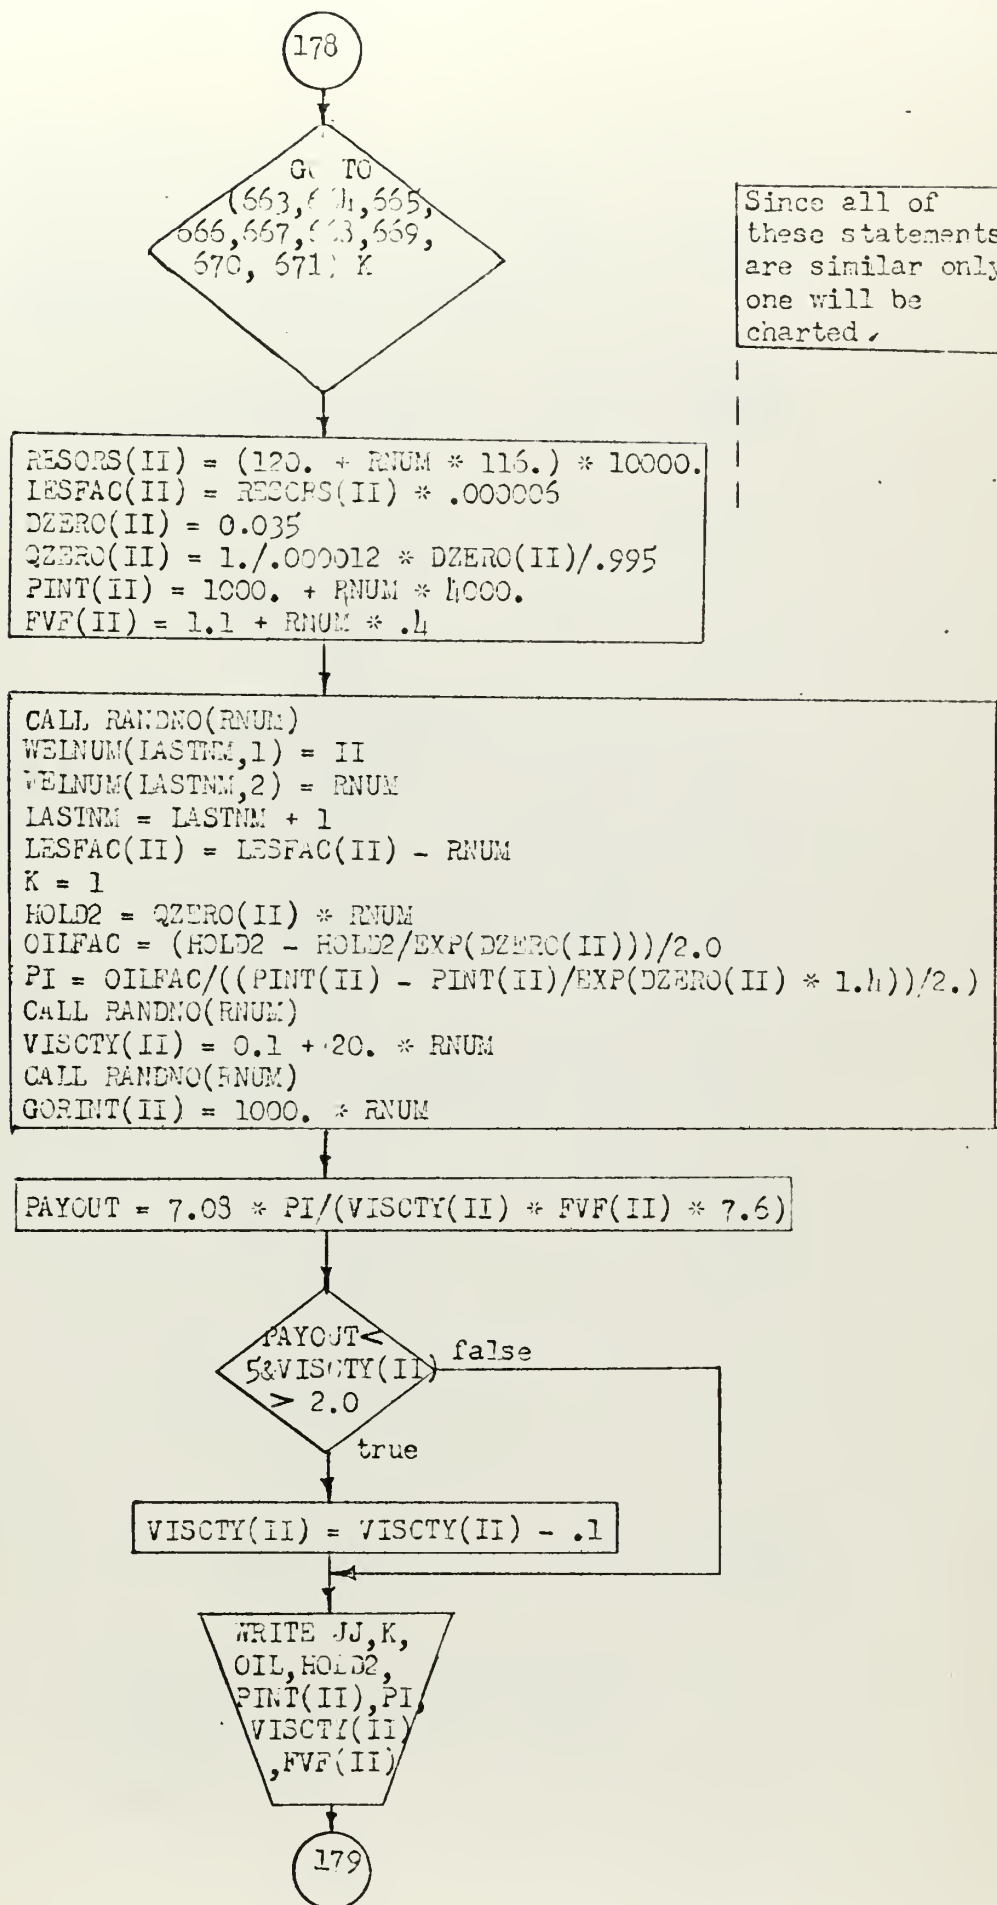 178
GO TO
(663,664,665,
666,667,668,669,
670, 671) K
Since all of
these statements
are similar only
one will be
charted.
RESORS(II) = (120. + RNUM * 116.) * 10000.
LESFAC(II) = RESORS(II) * .000006
DZERO(II) = 0.035
QZERO(II) = 1./.000012 * DZERO(II)/.995
PINT(II) = 1000. + RNUM * 4000.
FVF(II) = 1.1 + RNUM * .4
CALL RANDNO(RNUM)
WELNUM(LASTNM,1) = II
WELNUM(LASTNM,2) = RNUM
LASTNM = LASTNM + 1
LESFAC(II) = LESFAC(II) - RNUM
K = 1
HOLD2 = QZERO(II) * RNUM
OILFAC = (HOLD2 - HOLD2/EXP(DZERO(II)))/2.0
PI = OILFAC/((PINT(II) - PINT(II)/EXP(DZERO(II) * 1.4))/2.)
CALL RANDNO(RNUM)
VISCTY(II) = 0.1 + 20. * RNUM
CALL RANDNO(RNUM)
GORINT(II) = 1000. * RNUM
PAYOUT = 7.08 * PI/(VISCTY(II) * FVF(II) * 7.6)
PAYOUT<
5&VISCTY(II)
> 2.0
false
true
VISCTY(II) = VISCTY(II) - .1
WRITE JJ,K,
OIL,HOLD2,
PINT(II),PI,
VISCTY(II)
,FVF(II)
179